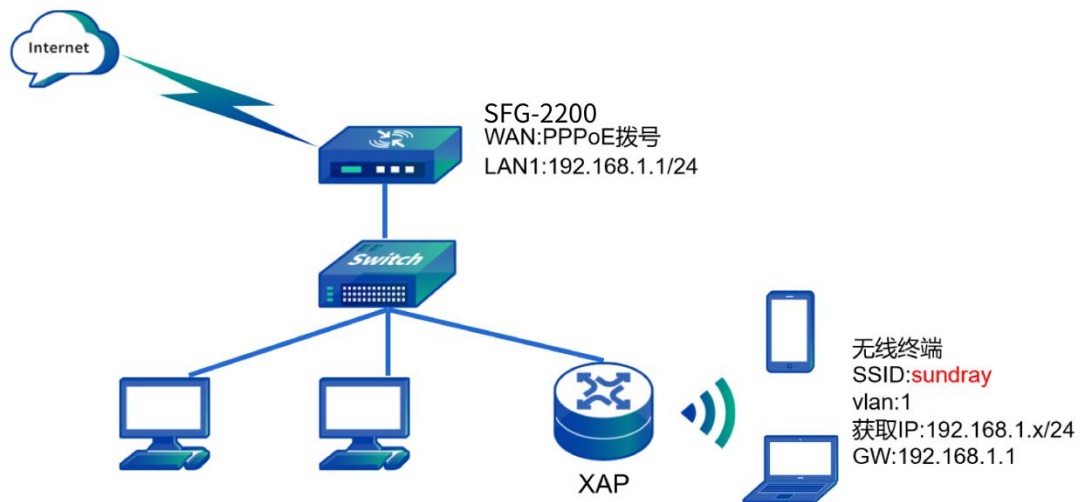 Internet
SFG-2200
WAN:PPPoE拨号
LAN1:192.168.1.1/24
Switch
无线终端
SSID:sundray
vlan:1
获取IP:192.168.1.x/24
GW:192.168.1.1
XAP